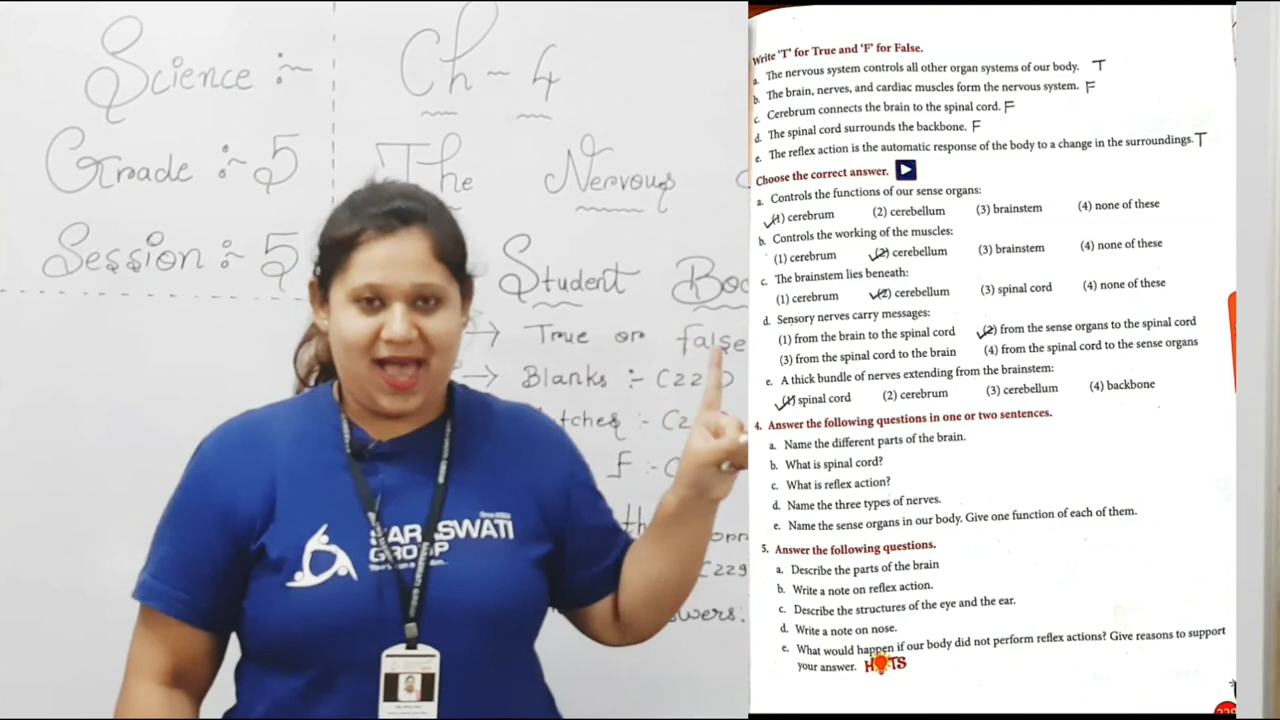 Science :- Ch - 4
Grade :- 5 The Nervous
Session :- 5
Student Boo
→ True or false
→ Blanks :- C22
tches :- C2
F :- C
C229
wers.
Since
SARASWATI
GROUP
Write 'T' for True and 'F' for False.
a. The nervous system controls all other organ systems of our body. T
b. The brain, nerves, and cardiac muscles form the nervous system. F
c. Cerebrum connects the brain to the spinal cord. F
d. The spinal cord surrounds the backbone. F
e. The reflex action is the automatic response of the body to a change in the surroundings. T
Choose the correct answer.
a. Controls the functions of our sense organs:
(1) cerebrum (2) cerebellum (3) brainstem (4) none of these
b. Controls the working of the muscles:
(1) cerebrum (2) cerebellum (3) brainstem (4) none of these
c. The brainstem lies beneath:
(1) cerebrum (2) cerebellum (3) spinal cord (4) none of these
d. Sensory nerves carry messages:
(1) from the brain to the spinal cord (2) from the sense organs to the spinal cord
(3) from the spinal cord to the brain (4) from the spinal cord to the sense organs
e. A thick bundle of nerves extending from the brainstem:
(1) spinal cord (2) cerebrum (3) cerebellum (4) backbone
4. Answer the following questions in one or two sentences.
a. Name the different parts of the brain.
b. What is spinal cord?
c. What is reflex action?
d. Name the three types of nerves.
e. Name the sense organs in our body. Give one function of each of them.
5. Answer the following questions.
a. Describe the parts of the brain
b. Write a note on reflex action.
c. Describe the structures of the eye and the ear.
d. Write a note on nose.
e. What would happen if our body did not perform reflex actions? Give reasons to support
your answer. HOTS